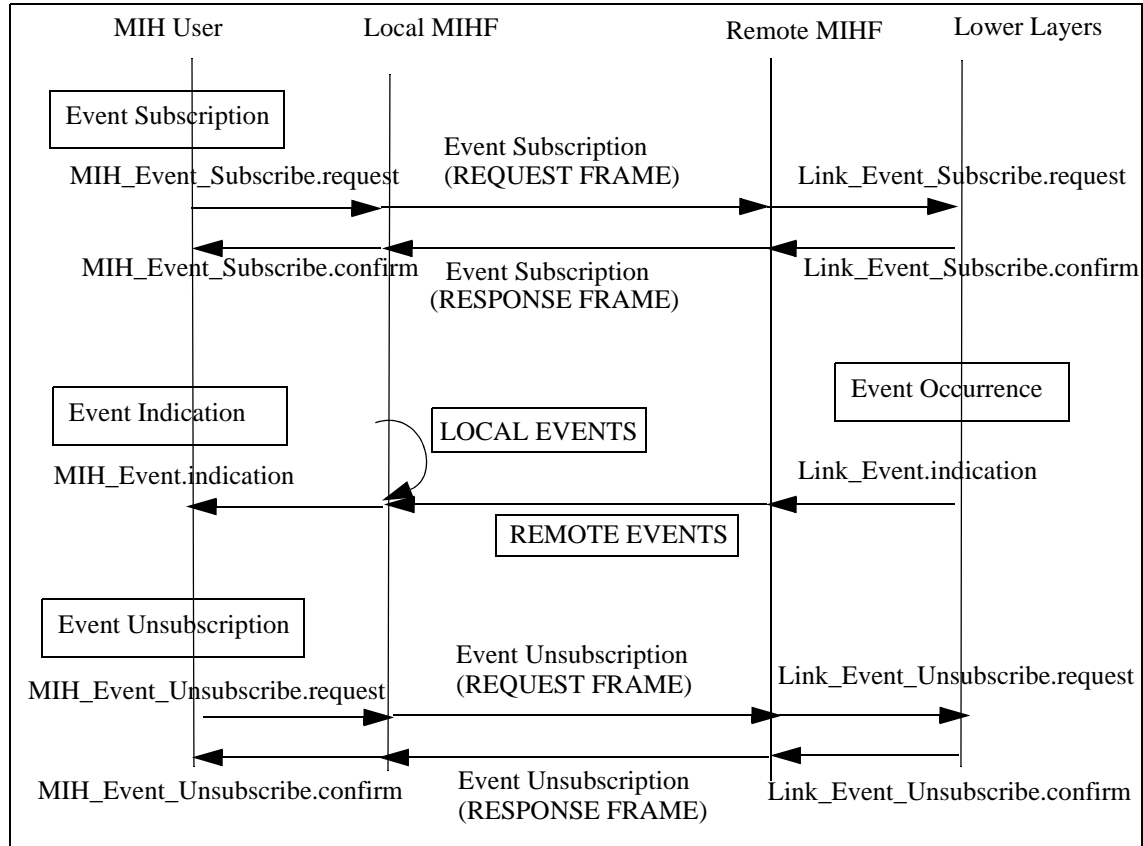 MIH User
Local MIHF
Remote MIHF
Lower Layers
Event Subscription
MIH_Event_Subscribe.request
Event Subscription
(REQUEST FRAME)
Link_Event_Subscribe.request
MIH_Event_Subscribe.confirm
Event Subscription
(RESPONSE FRAME)
Link_Event_Subscribe.confirm
Event Occurrence
Event Indication
LOCAL EVENTS
MIH_Event.indication
Link_Event.indication
REMOTE EVENTS
Event Unsubscription
MIH_Event_Unsubscribe.request
Event Unsubscription
(REQUEST FRAME)
Link_Event_Unsubscribe.request
MIH_Event_Unsubscribe.confirm
Event Unsubscription
(RESPONSE FRAME)
Link_Event_Unsubscribe.confirm